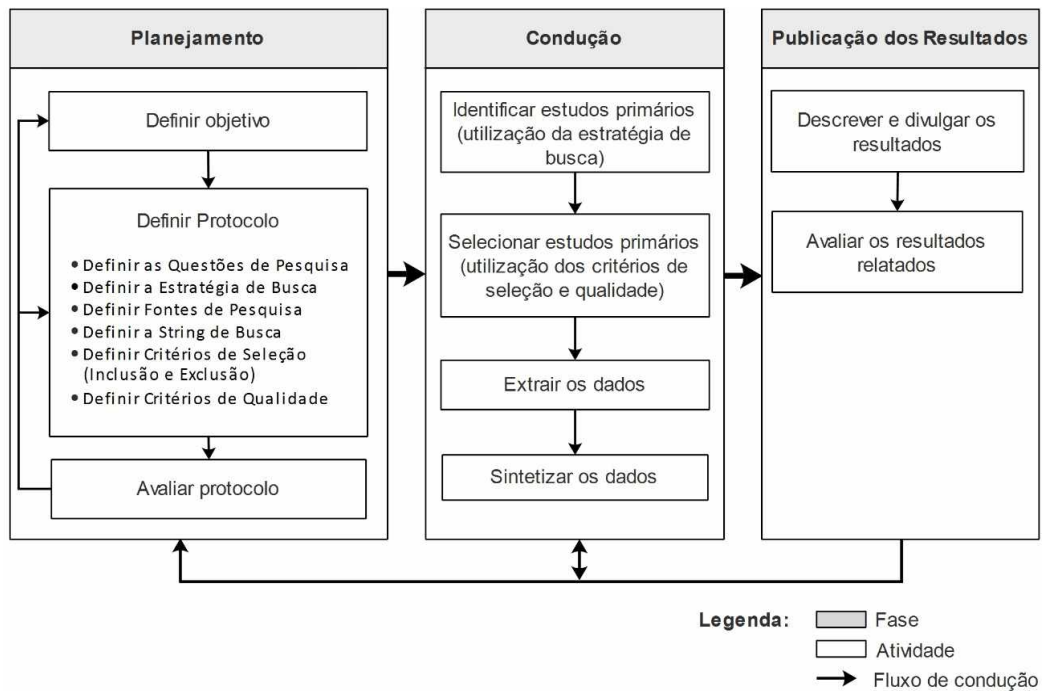 Planejamento
Definir objetivo
Definir Protocolo
• Definir as Questões de Pesquisa
• Definir a Estratégia de Busca
• Definir Fontes de Pesquisa
• Definir a String de Busca
• Definir Critérios de Seleção
(Inclusão e Exclusão)
• Definir Critérios de Qualidade
Avaliar protocolo
Condução
Identificar estudos primários
(utilização da estratégia de
busca)
Selecionar estudos primários
(utilização dos critérios de
seleção e qualidade)
Extrair os dados
Sintetizar os dados
Publicação dos Resultados
Descrever e divulgar os
resultados
Avaliar os resultados
relatados
Legenda:
Fase
Atividade
Fluxo de condução